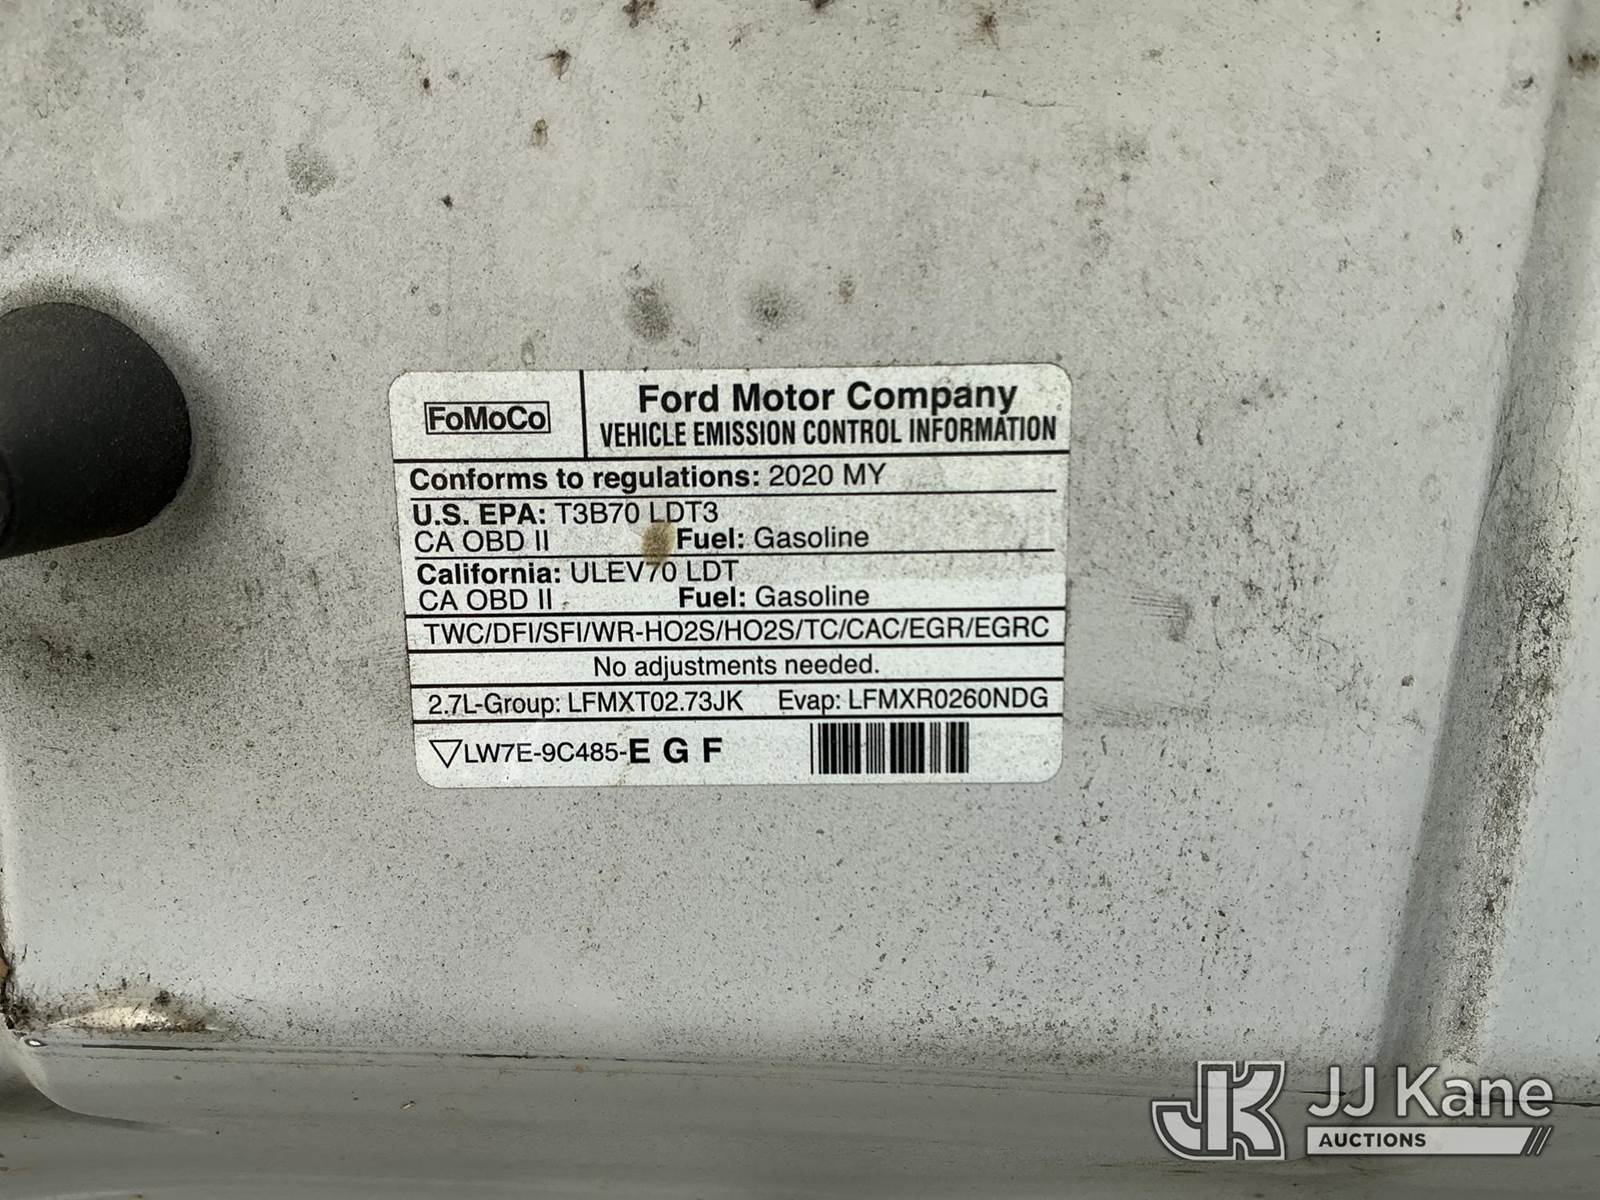 FoMoCo
Ford Motor Company
VEHICLE EMISSION CONTROL INFORMATION
Conforms to regulations: 2020 MY
U.S. EPA: T3B70 LDT3
CA OBD II Fuel: Gasoline
California: ULEV70 LDT
CA OBD II Fuel: Gasoline
TWC/DFI/SFI/WR-HO2S/HO2S/TC/CAC/EGR/EGRC
No adjustments needed.
2.7L-Group: LFMXT02.73JK Evap: LFMXR0260NDG
LW7E-9C485-E G F
JK JJ Kane
AUCTIONS